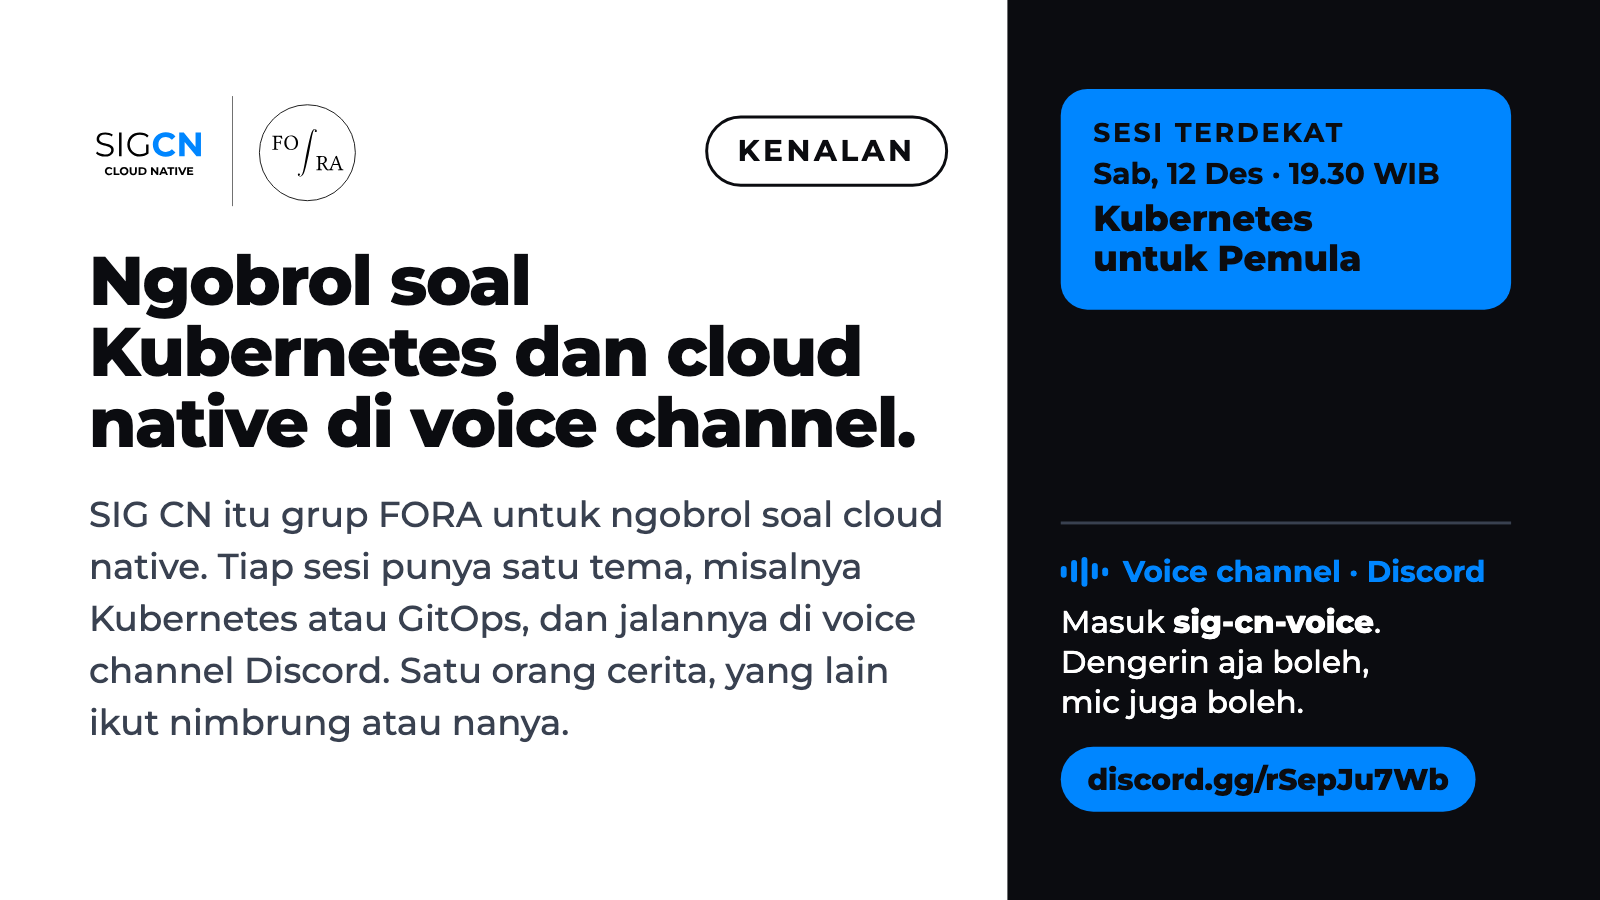 SIGCN
CLOUD NATIVE
FO
RA
KENALAN
Ngobrol soal
Kubernetes dan cloud
native di voice channel.
SIG CN itu grup FORA untuk ngobrol soal cloud
native. Tiap sesi punya satu tema, misalnya
Kubernetes atau GitOps, dan jalannya di voice
channel Discord. Satu orang cerita, yang lain
ikut nimbrung atau nanya.
SESI TERDEKAT
Sab, 12 Des · 19.30 WIB
Kubernetes
untuk Pemula
Voice channel · Discord
Masuk sig-cn-voice.
Dengerin aja boleh,
mic juga boleh.
discord.gg/rSepJu7Wb